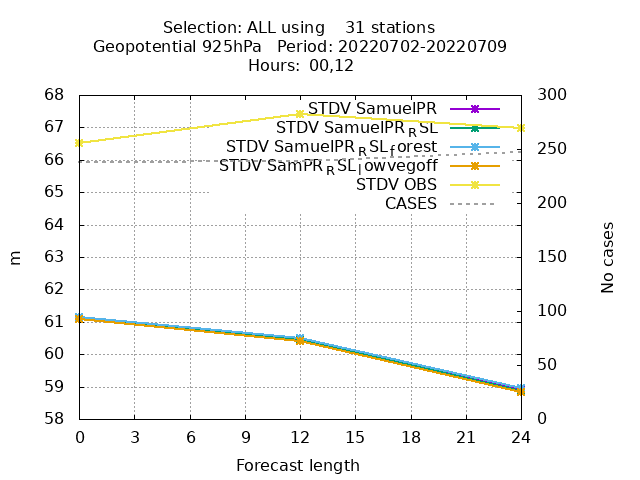 Selection: ALL using    31 stations
Geopotential 925hPa   Period: 20220702-20220709
Hours: 00,12
STDV SamuelPR
STDV SamuelPR_RSL
STDV SamuelPR_RSL_forest
STDV SamPR_RSL_lowvegoff
STDV OBS
CASES
68
67
66
65
64
63
62
61
60
59
58
m
300
250
200
150
100
50
0
No cases
0 3 6 9 12 15 18 21 24
Forecast length